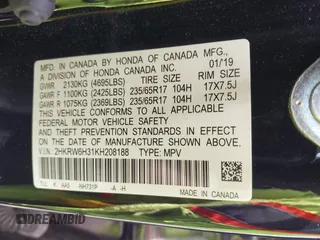 MFD. IN CANADA BY HONDA OF CANADA MFG.,
A DIVISION OF HONDA CANADA INC. 01/19
GVWR 2130KG (4695LBS) TIRE SIZE RIM SIZE
GAWR F 1100KG (2425LBS) 235/65R17 104H 17X7.5J
GAWR R 1075KG (2369LBS) 235/65R17 104H 17X7.5J
THIS VEHICLE CONFORMS TO ALL APPLICABLE
FEDERAL MOTOR VEHICLE SAFETY, BUMPER, AND
THEFT PREVENTION STANDARDS IN EFFECT ON THE
DATE OF MANUFACTURE SHOWN ABOVE.
V.I.N.: 2HKRW6H31KH208188 TYPE: MPV
NH731P -A -H
MADE IN CANADA
DREAMBID